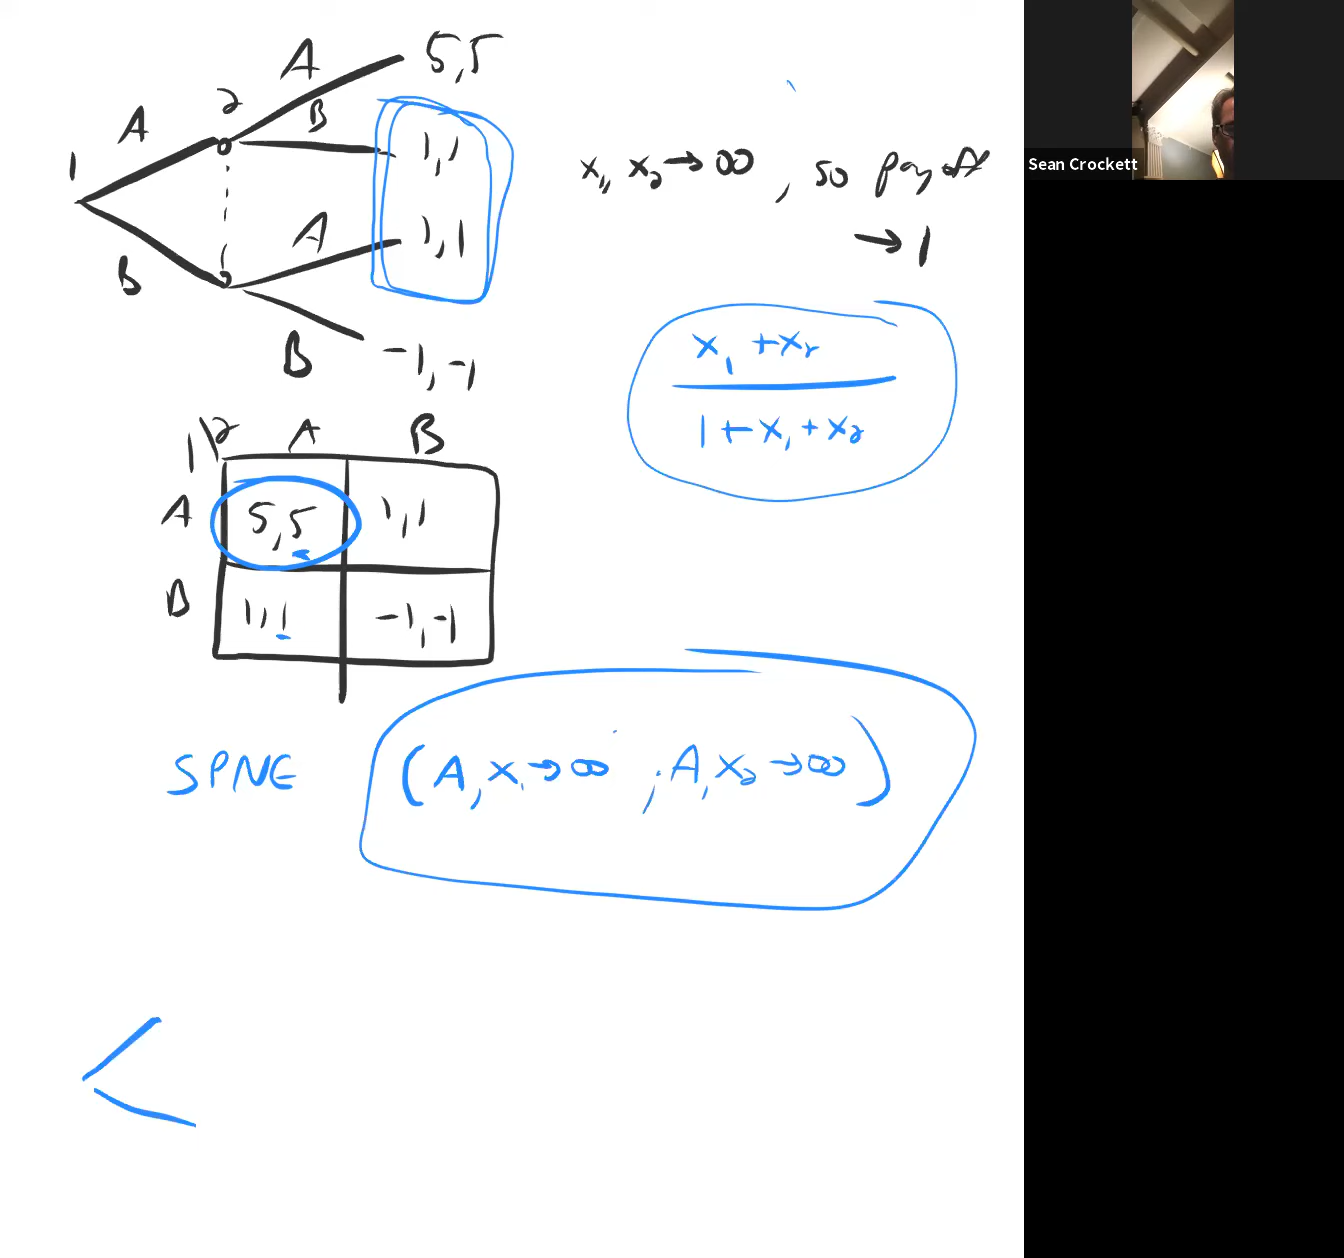 A 5,5
2
A B 1,1
1
x₁, x₂ → ∞, so payoff
Sean Crockett
A 1,1
→ 1
B
B -1,-1
x₁ + x₂
1 + x₁ + x₂
1\2 A B
A 5,5 1,1
B 1,1 -1,-1
SPNE (A, x₁ → ∞ ; A, x₂ → ∞)